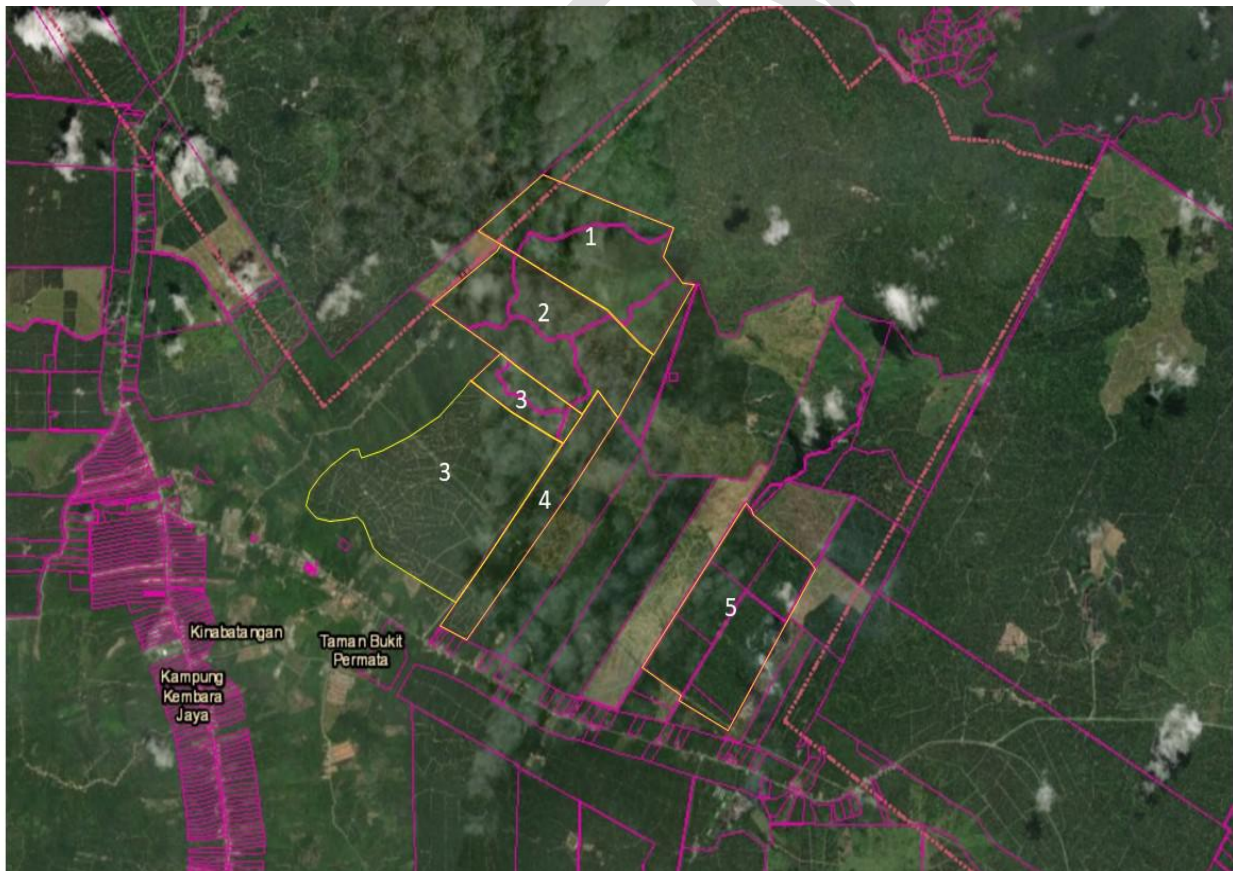 1
2
3
3
4
5
Kinabatangan
Taman Bukit
Permata
Kampung
Kembara
Jaya